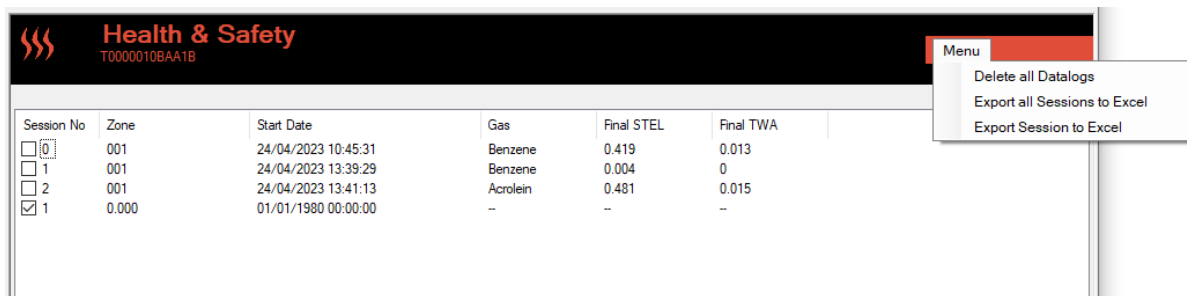 Health & Safety
T0000010BAA1B
Menu
Delete all Datalogs
Export all Sessions to Excel
Export Session to Excel
Session No Zone Start Date Gas Final STEL Final TWA
0 001 24/04/2023 10:45:31 Benzene 0.419 0.013
1 001 24/04/2023 13:39:29 Benzene 0.004 0
2 001 24/04/2023 13:41:13 Acrolein 0.481 0.015
1 0.000 01/01/1980 00:00:00 -- -- --